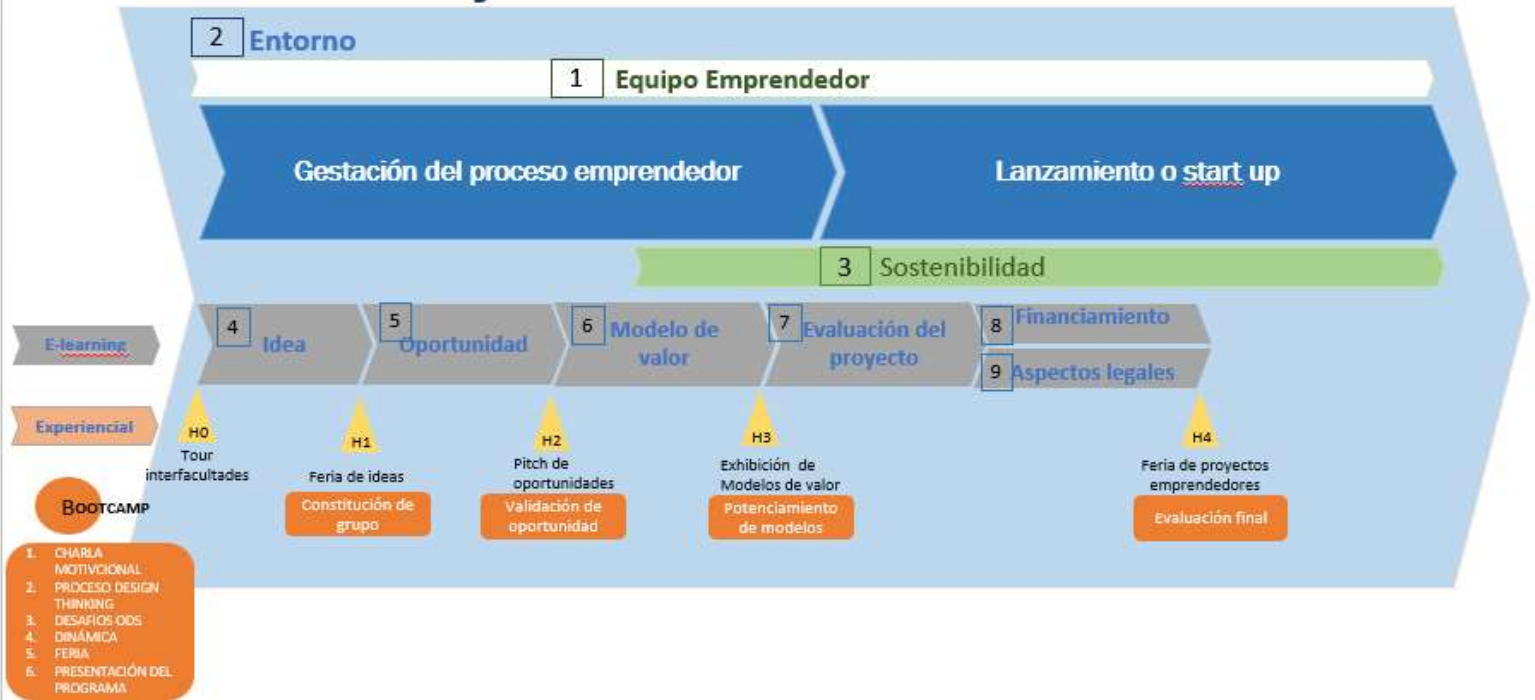 2 Entorno
1 Equipo Emprendedor
Gestación del proceso emprendedor
Lanzamiento o start up
3 Sostenibilidad
E-learning
4 Idea
5 Oportunidad
6 Modelo de
valor
7 Evaluación del
proyecto
8 Financiamiento
9 Aspectos legales
Experiencial
H0
Tour
interfacultades
H1
Feria de ideas
Constitución de
grupo
H2
Pitch de
oportunidades
Validación de
oportunidad
H3
Exhibición de
Modelos de valor
Potenciamiento
de modelos
H4
Feria de proyectos
emprendedores
Evaluación final
BOOTCAMP
1. CHARLA
MOTIVCIONAL
2. PROCESO DESIGN
THINKING
3. DESAFIOS ODS
4. DINÁMICA
5. FERIA
6. PRESENTACIÓN DEL
PROGRAMA